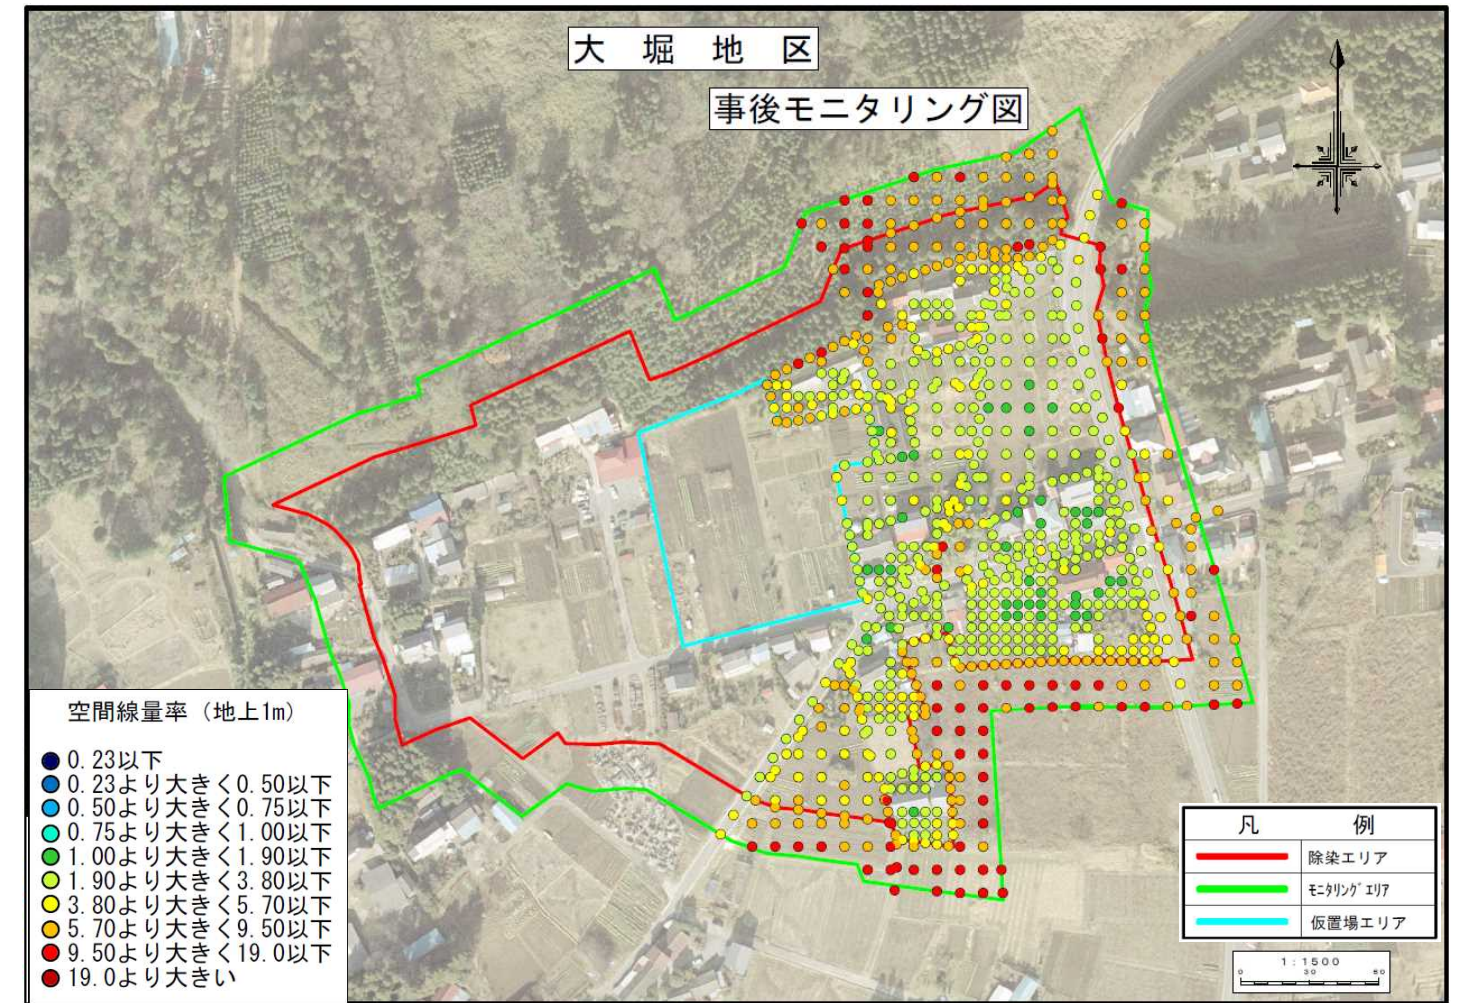 大堀地区
事後モニタリング図
空間線量率（地上1m）
0.23以下
0.23より大きく0.50以下
0.50より大きく0.75以下
0.75より大きく1.00以下
1.00より大きく1.90以下
1.90より大きく3.80以下
3.80より大きく5.70以下
5.70より大きく9.50以下
9.50より大きく19.0以下
19.0より大きい
凡例
除染エリア
ﾓﾆﾀﾘﾝｸﾞｴﾘｱ
仮置場エリア
1:1500
0 30 60